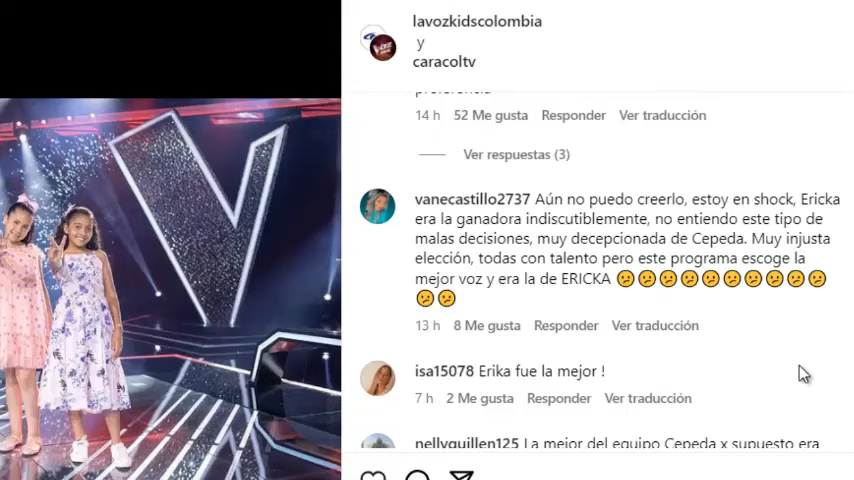 lavozkidscolombia
y
caracoltv
preferencia
14 h 52 Me gusta Responder Ver traducción
Ver respuestas (3)
vanecastillo2737 Aún no puedo creerlo, estoy en shock, Ericka
era la ganadora indiscutiblemente, no entiendo este tipo de
malas decisiones, muy decepcionada de Cepeda. Muy injusta
elección, todas con talento pero este programa escoge la
mejor voz y era la de ERICKA 😕😕😕😕😕😕😕😕😕😕
😕😕
13 h 8 Me gusta Responder Ver traducción
isa15078 Erika fue la mejor !
7 h 2 Me gusta Responder Ver traducción
nellyguillen125 La mejor del equipo Cepeda x supuesto era